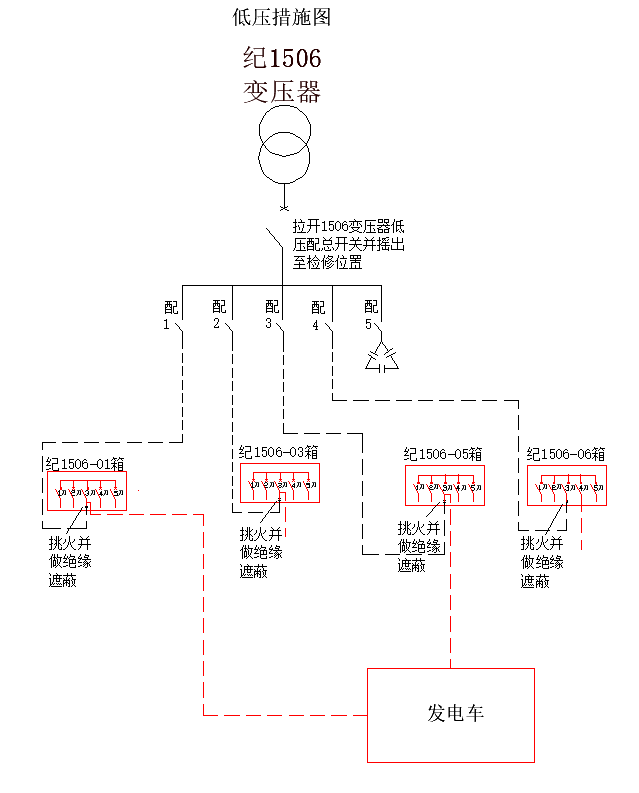 低压措施图
纪1506
变压器
拉开1506变压器低
压配总开关并摇出
至检修位置
配
1
配
2
配
3
配
4
配
5
纪1506-01箱
纪1506-03箱
纪1506-05箱
纪1506-06箱
挑火并
做绝缘
遮蔽
挑火并
做绝缘
遮蔽
挑火并
做绝缘
遮蔽
挑火并
做绝缘
遮蔽
发电车